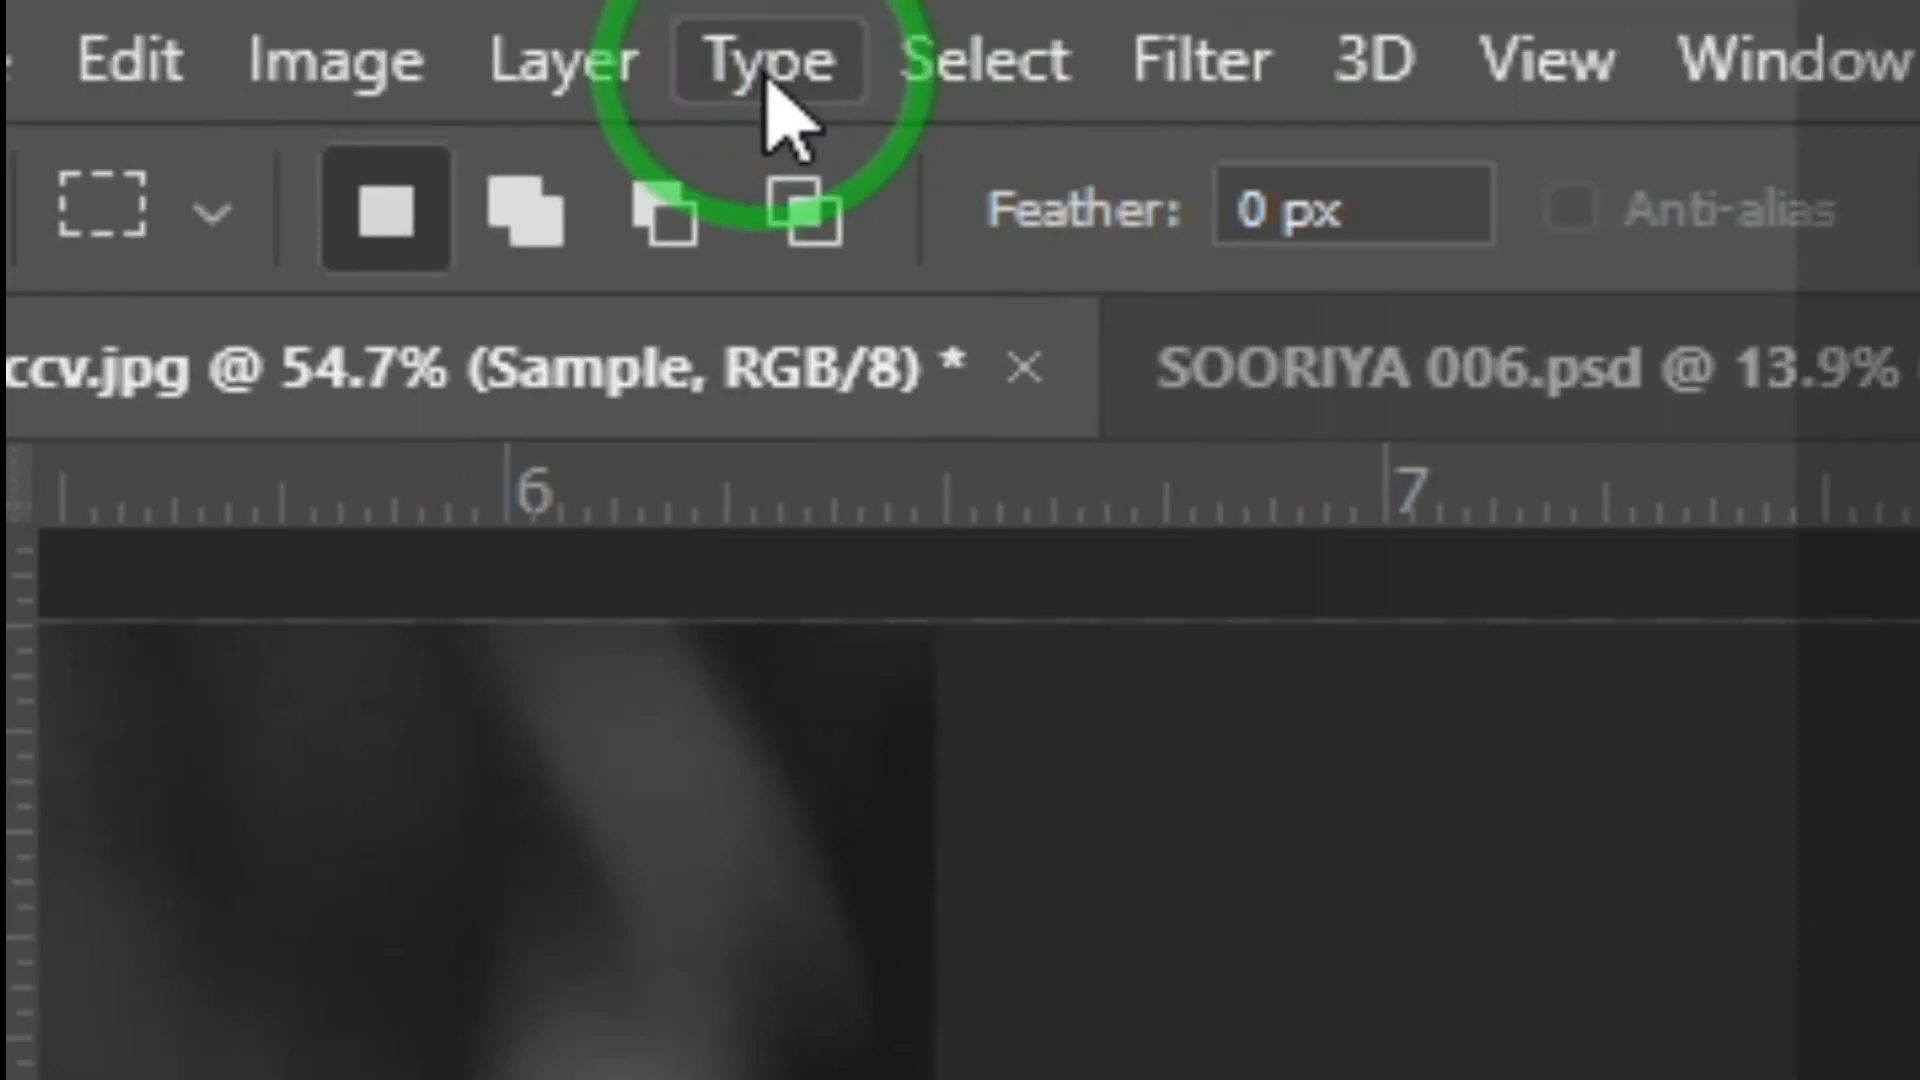 Edit Image Layer Type Select Filter 3D View Window
Feather: 0 px Anti-alias
ccv.jpg @ 54.7% (Sample, RGB/8) * × SOORIYA 006.psd @ 13.9%
6 7